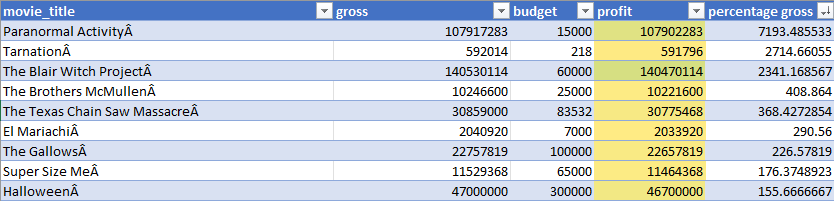 movie_title gross budget profit percentage gross
Paranormal ActivityÂ 107917283 15000 107902283 7193.485533
TarnationÂ 592014 218 591796 2714.66055
The Blair Witch ProjectÂ 140530114 60000 140470114 2341.168567
The Brothers McMullenÂ 10246600 25000 10221600 408.864
The Texas Chain Saw MassacreÂ 30859000 83532 30775468 368.4272854
El MariachiÂ 2040920 7000 2033920 290.56
The GallowsÂ 22757819 100000 22657819 226.57819
Super Size MeÂ 11529368 65000 11464368 176.3748923
HalloweenÂ 47000000 300000 46700000 155.6666667